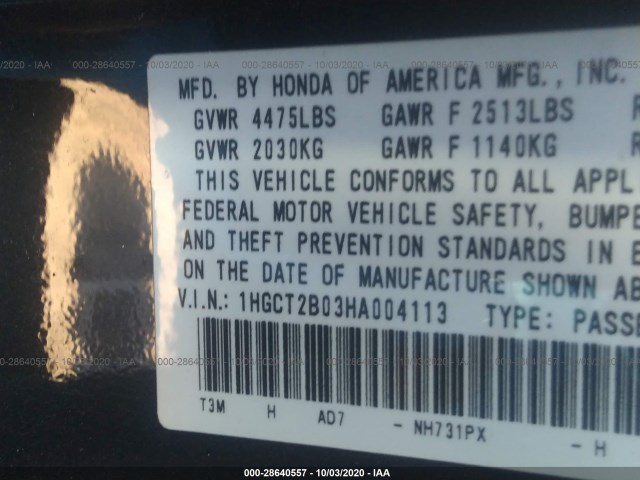 000-28640557 - 10/03/2020 - IAA
MFD. BY HONDA OF AMERICA MFG., INC.
GVWR 4475LBS GAWR F 2513LBS
GVWR 2030KG GAWR F 1140KG
THIS VEHICLE CONFORMS TO ALL APPL
FEDERAL MOTOR VEHICLE SAFETY, BUMPE
AND THEFT PREVENTION STANDARDS IN E
ON THE DATE OF MANUFACTURE SHOWN AB
V.I.N.: 1HGCT2B03HA004113 TYPE: PASSE
T3M H AD7 - NH731PX - H
000-28640557 - 10/03/2020 - IAA